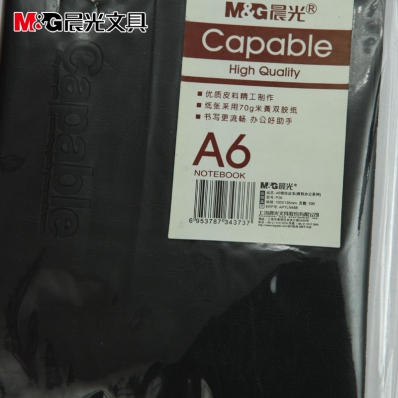 M&G晨光文具
M&G晨光®
Capable
High Quality
优质皮料精工制作
纸张采用70g米黄双胶纸
书写更流畅 办公好助手
A6
NOTEBOOK
M&G晨光®
6 953787 343737
Capable